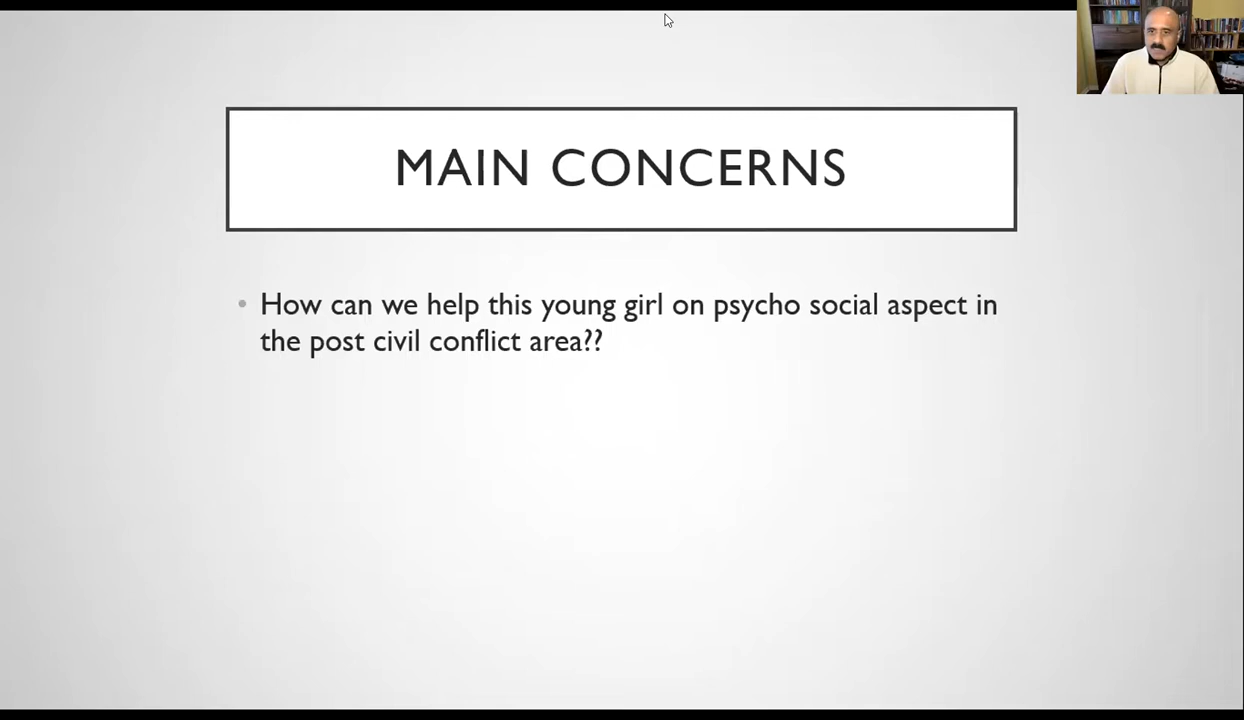 MAIN CONCERNS
• How can we help this young girl on psycho social aspect in
the post civil conflict area??